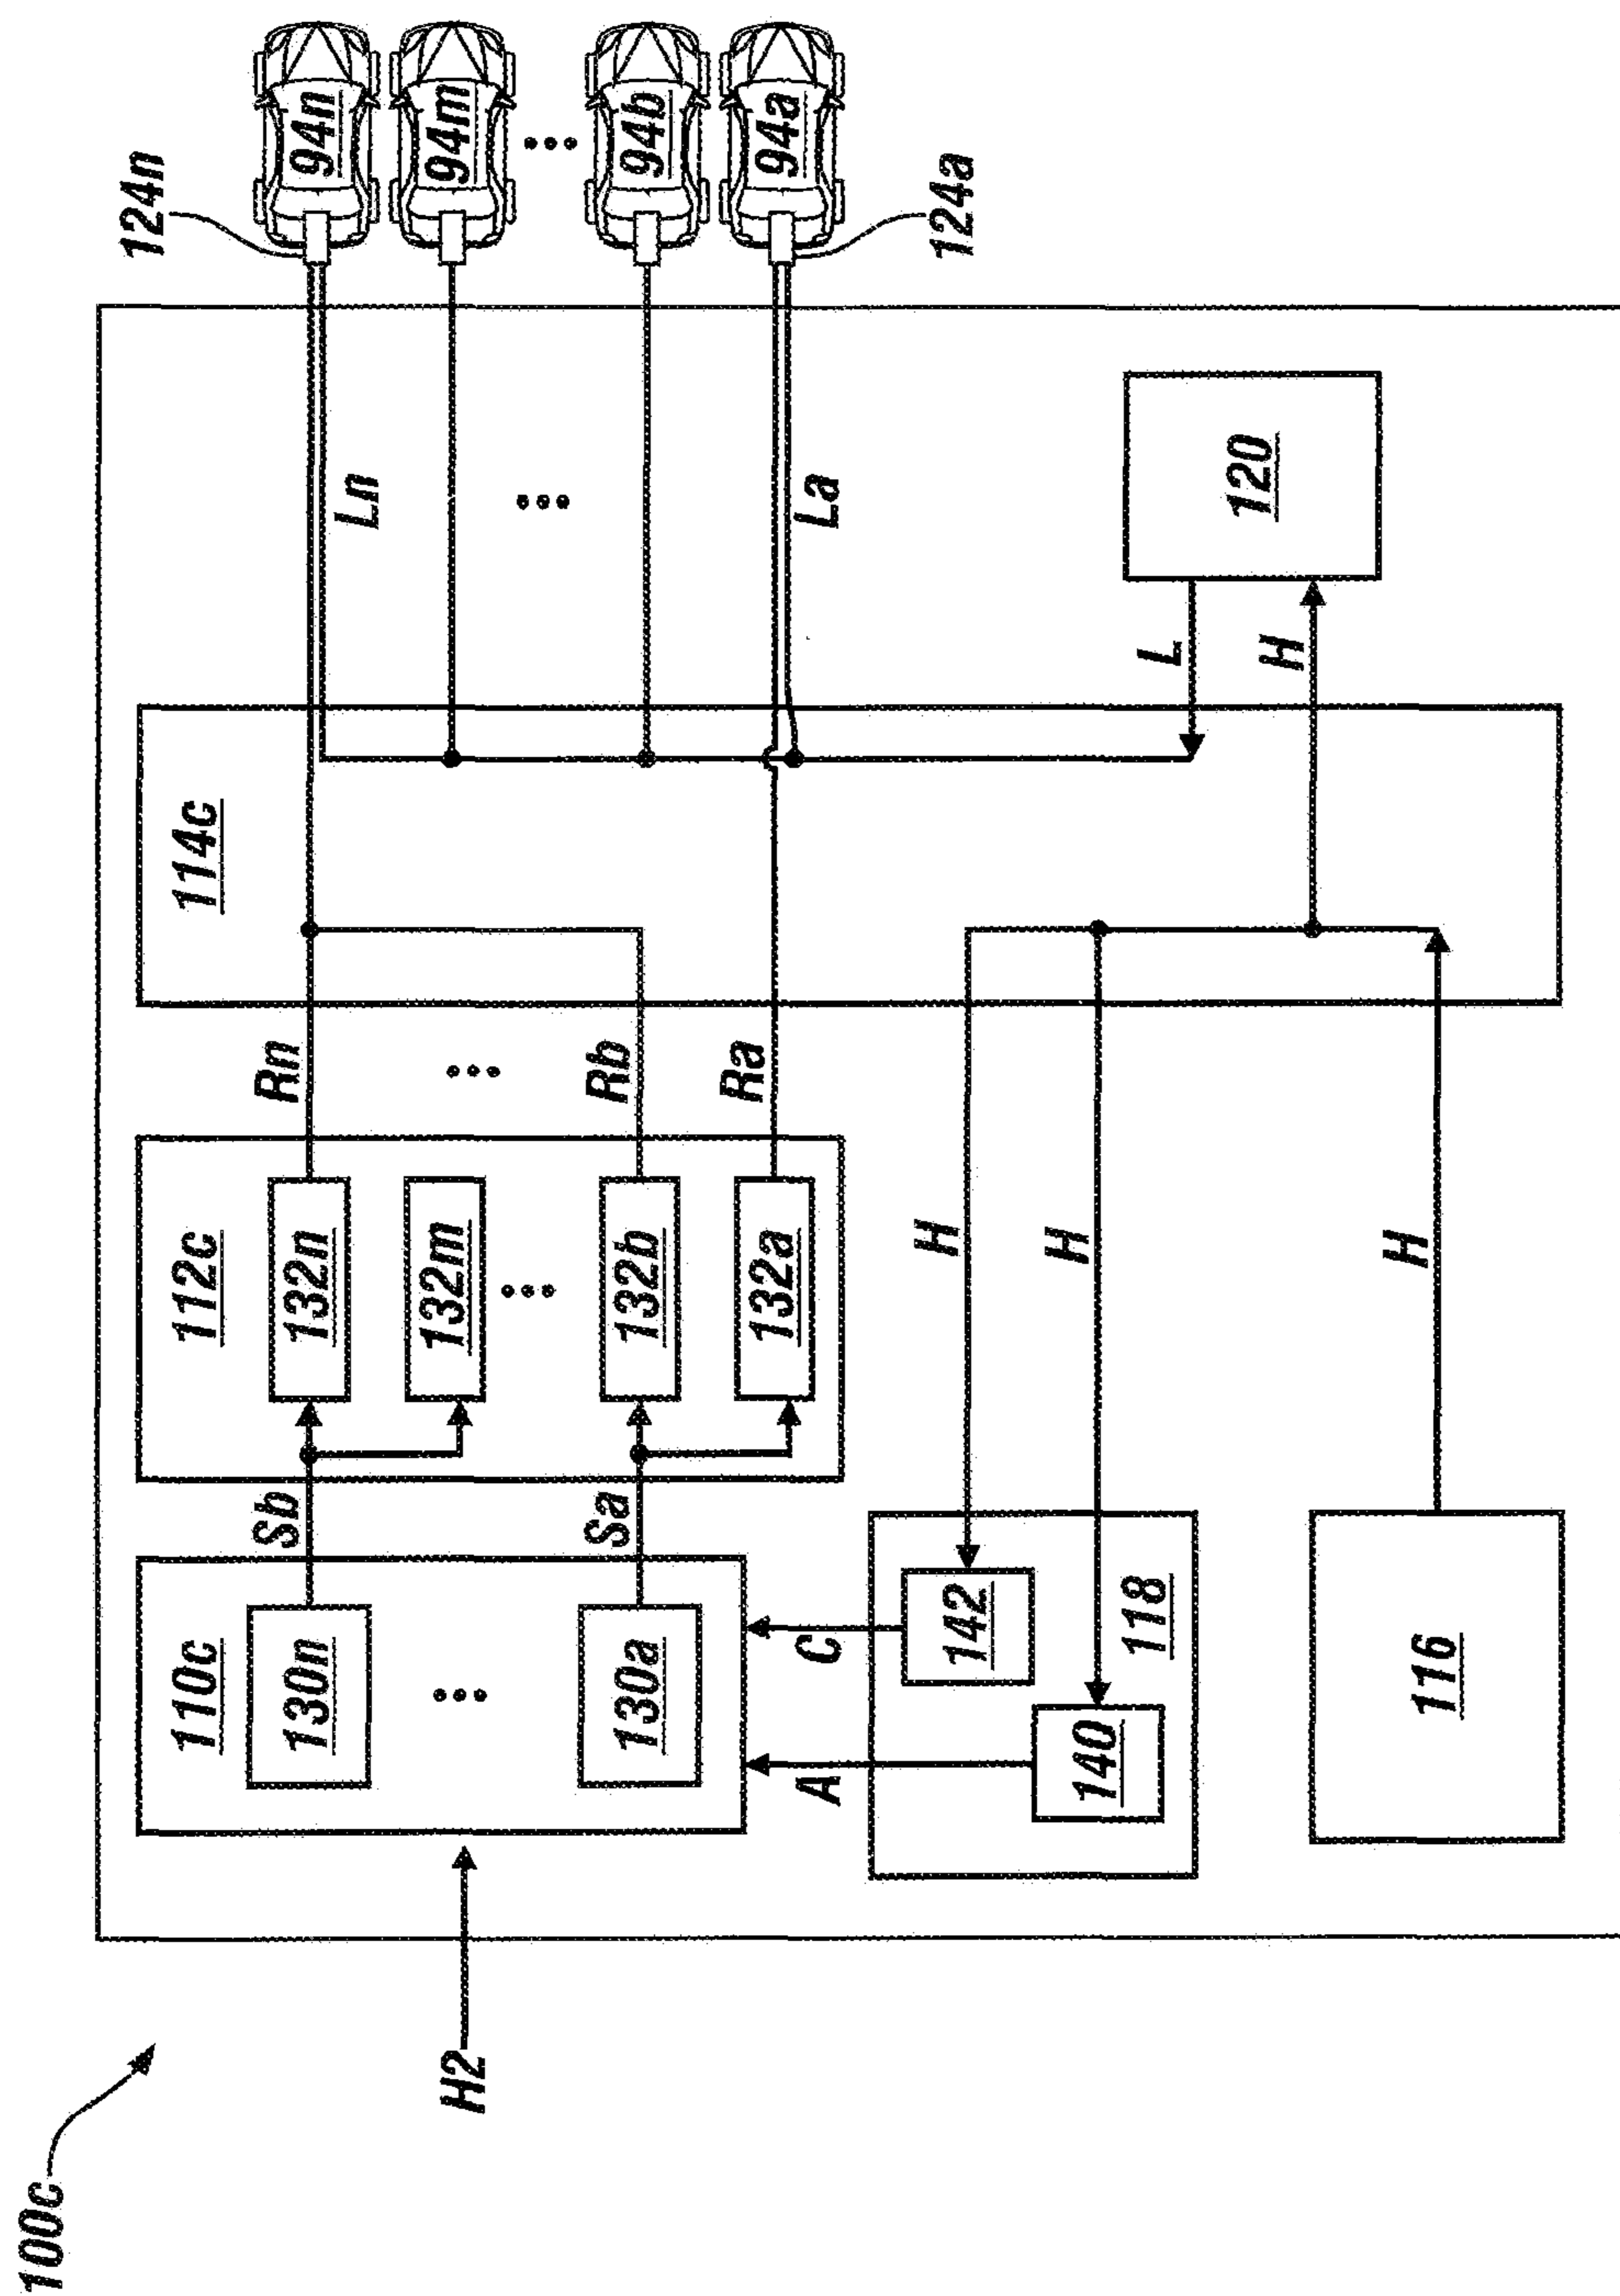 100c
H2
110c
130n
...
130a
Sb
Sa
112c
132n
132m
...
132b
132a
Rn
...
Rb
Ra
114c
Ln
...
La
124n
94n
94m
...
94b
94a
124a
A
C
140
142
118
H
H
H
116
L
H
120